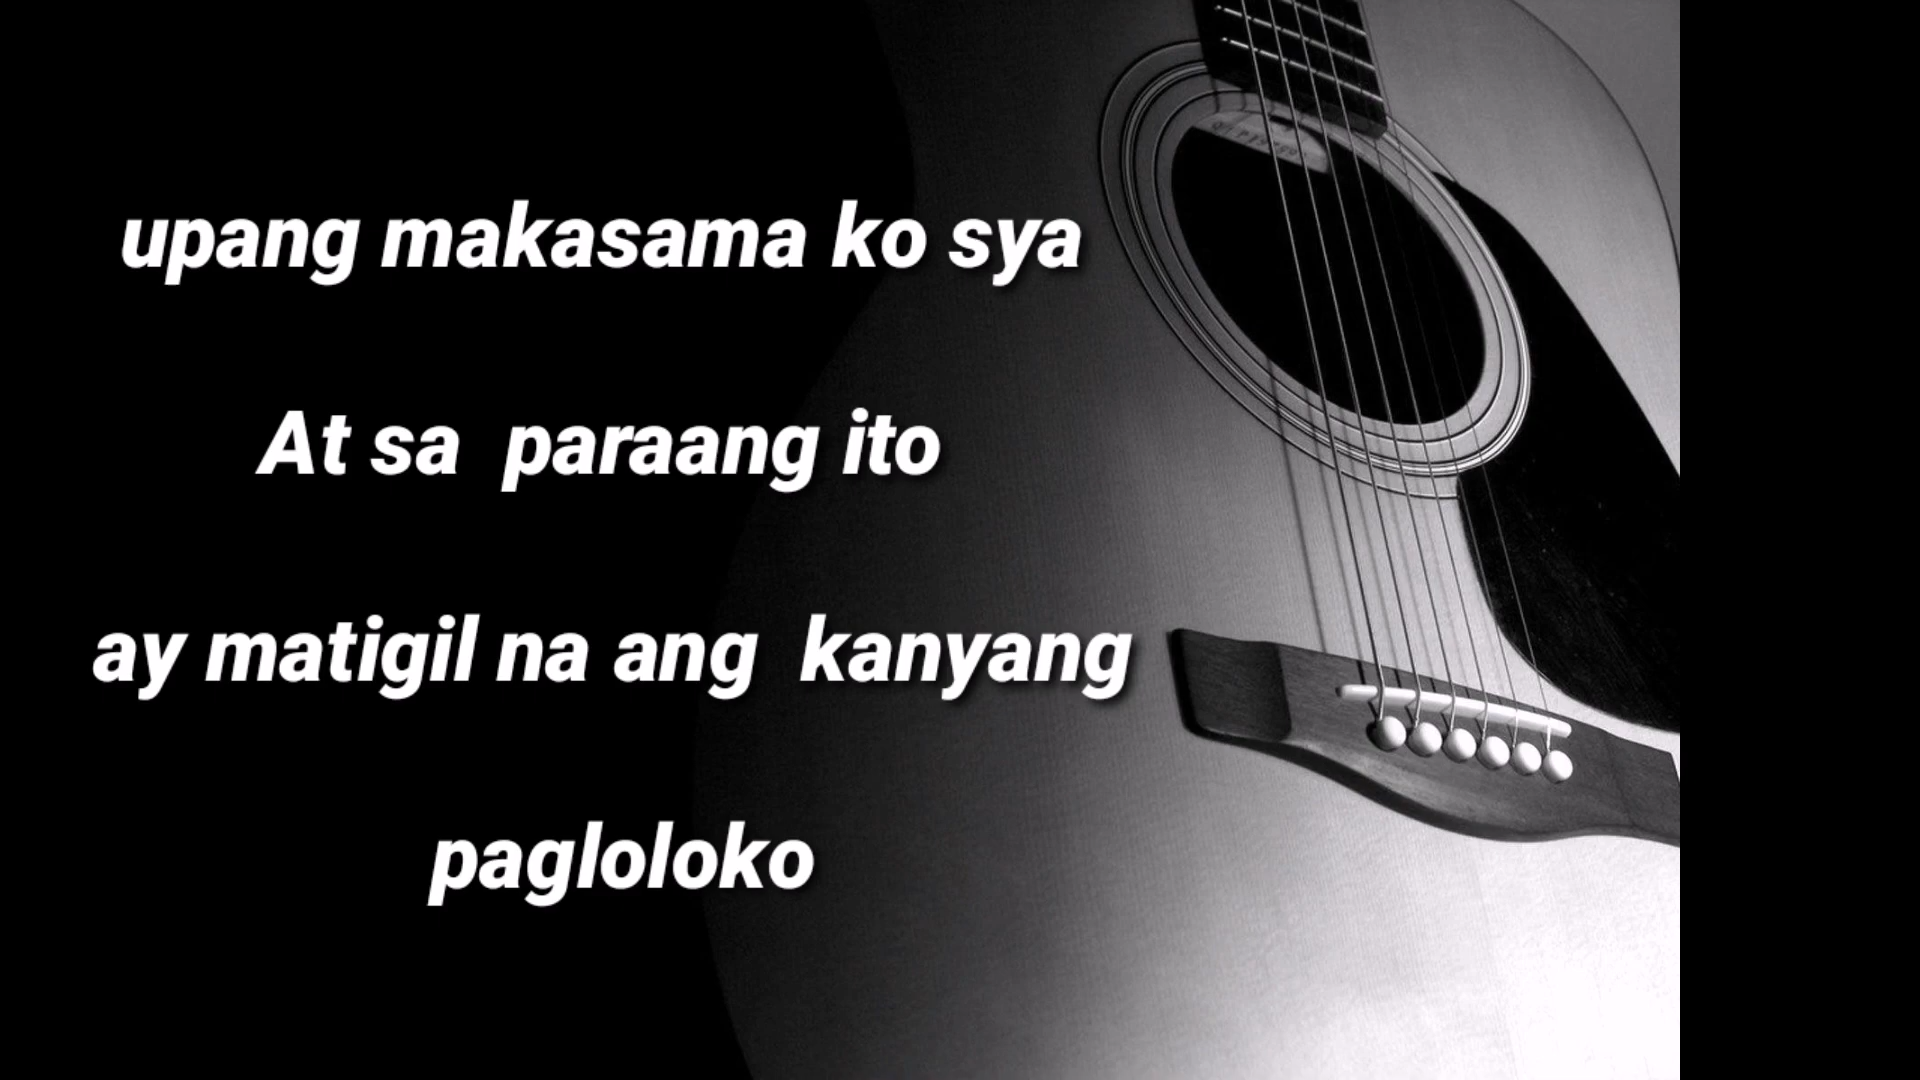 upang makasama ko sya
At sa  paraang ito
ay matigil na ang  kanyang
pagloloko